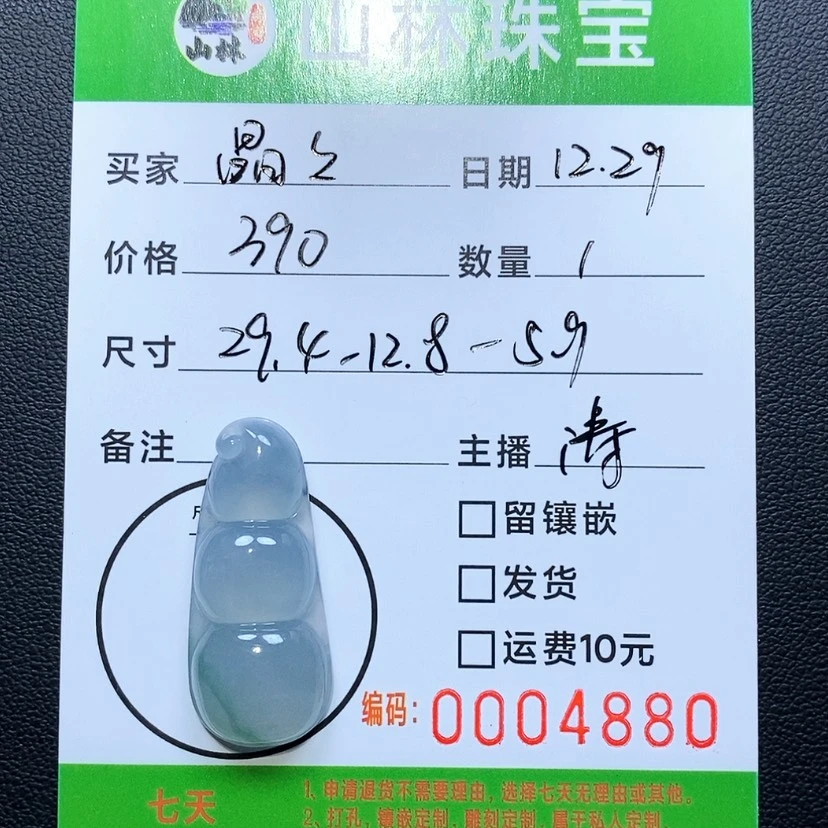 山林 山林珠宝
买家 晶 日期 12.29
价格 390 数量 1
尺寸 29.4-12.8-5.9
备注 主播 涛
留镶嵌
发货
运费10元
编码:0004880
七天 1、申请退货不需要理由，选择七天无理由或其他。
2、打孔，镶嵌定制，雕刻定制，属于私人定制